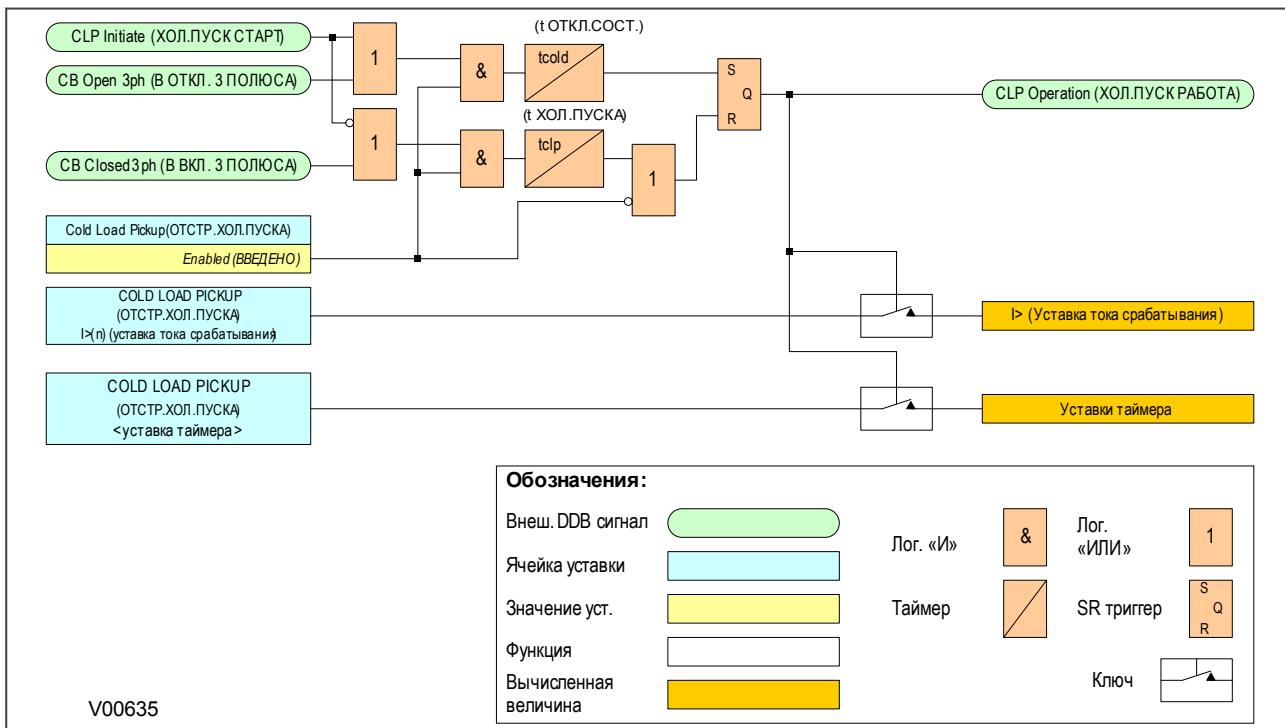 (t ОТКЛ.СОСТ.)
CLP Initiate (ХОЛ.ПУСК СТАРТ)
1
&
tcold
S
Q
R
CB Open 3ph (В ОТКЛ. 3 ПОЛЮСА)
CLP Operation (ХОЛ.ПУСК РАБОТА)
(t ХОЛ.ПУСКА)
1
&
tclp
1
CB Closed 3ph (В ВКЛ. 3 ПОЛЮСА)
Cold Load Pickup(ОТСТР.ХОЛ.ПУСКА)
Enabled (ВВЕДЕНО)
COLD LOAD PICKUP
(ОТСТР.ХОЛ.ПУСКА)
I>(n) (уставка тока срабатывания)
I> (Уставка тока срабатывания)
COLD LOAD PICKUP
(ОТСТР.ХОЛ.ПУСКА)
<уставка таймера>
Уставки таймера
Обозначения:
Внеш. DDB сигнал
Ячейка уставки
Значение уст.
Функция
Вычисленная
величина
Лог. «И»
&
Лог.
«ИЛИ»
1
Таймер
SR триггер
S
Q
R
Ключ
V00635